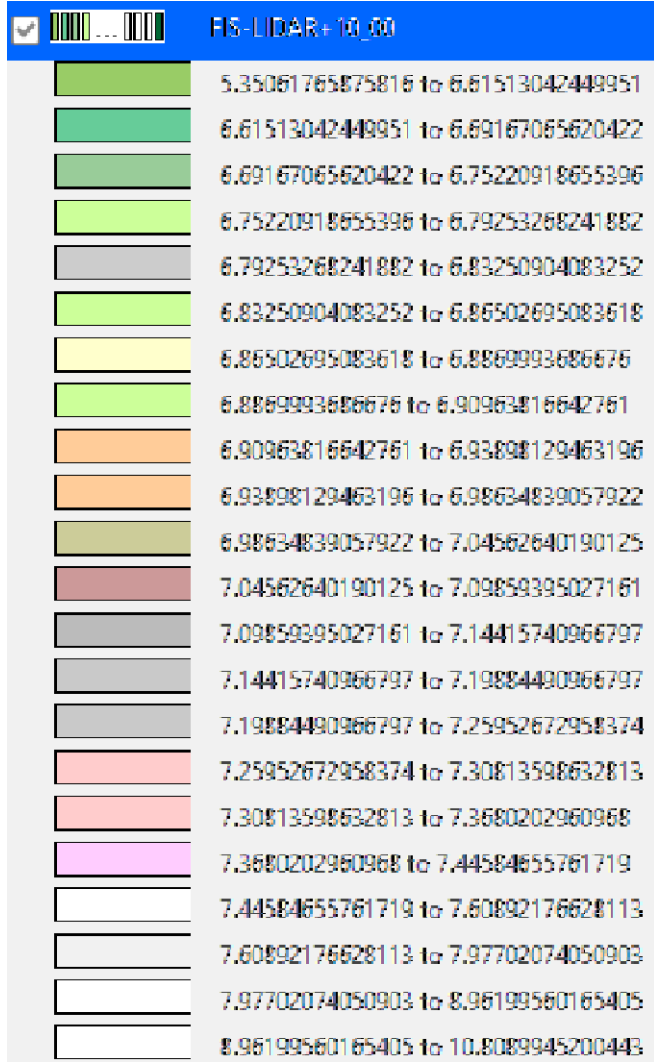 FIS-LIDAR+10_00
5.35061765875816 to 6.61513042449951
6.61513042449951 to 6.69167065620422
6.69167065620422 to 6.75220918655396
6.75220918655396 to 6.79253268241882
6.79253268241882 to 6.83250904083252
6.83250904083252 to 6.86502695083618
6.86502695083618 to 6.8869993686676
6.8869993686676 to 6.90963816642761
6.90963816642761 to 6.93898129463196
6.93898129463196 to 6.98634839057922
6.98634839057922 to 7.04562640190125
7.04562640190125 to 7.09859395027161
7.09859395027161 to 7.14415740966797
7.14415740966797 to 7.19884490966797
7.19884490966797 to 7.25952672958374
7.25952672958374 to 7.30813598632813
7.30813598632813 to 7.3680202960968
7.3680202960968 to 7.44584655761719
7.44584655761719 to 7.60892176628113
7.60892176628113 to 7.97702074050903
7.97702074050903 to 8.96199560165405
8.96199560165405 to 10.8089945200443